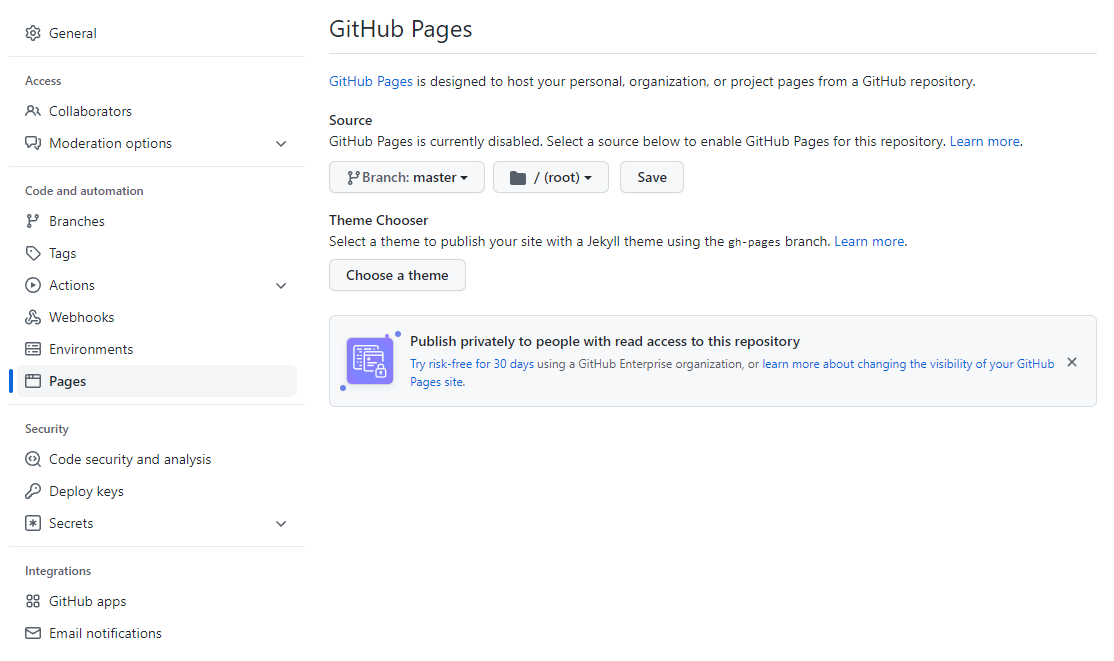 General
Access
Collaborators
Moderation options
Code and automation
Branches
Tags
Actions
Webhooks
Environments
Pages
Security
Code security and analysis
Deploy keys
Secrets
Integrations
GitHub apps
Email notifications
GitHub Pages
GitHub Pages is designed to host your personal, organization, or project pages from a GitHub repository.
Source
GitHub Pages is currently disabled. Select a source below to enable GitHub Pages for this repository. Learn more.
Branch: master / (root) Save
Theme Chooser
Select a theme to publish your site with a Jekyll theme using the gh-pages branch. Learn more.
Choose a theme
Publish privately to people with read access to this repository
Try risk-free for 30 days using a GitHub Enterprise organization, or learn more about changing the visibility of your GitHub
Pages site.